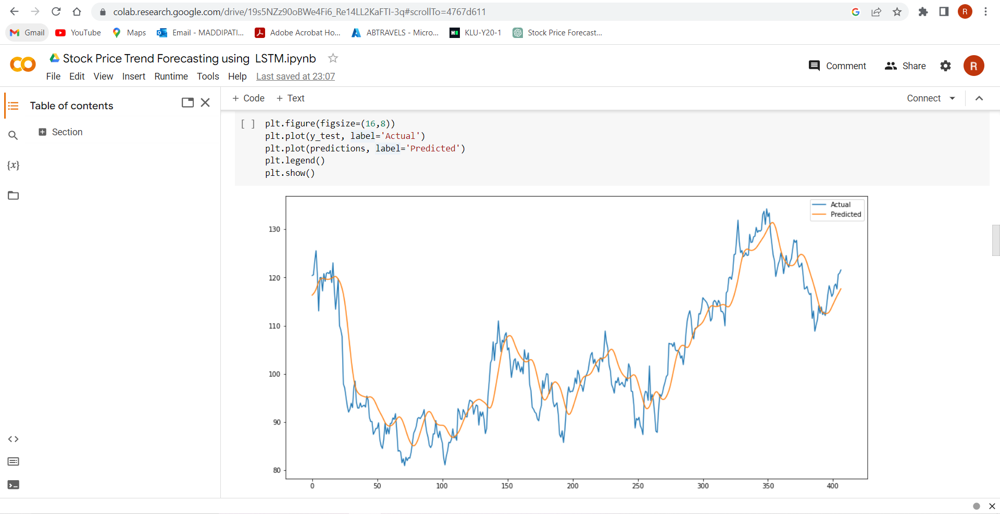 colab.research.google.com/drive/19s5NZz90oBWe4Fi6_Re14LL2KaFTI-3q#scrollTo=4767d611
R
Gmail YouTube Maps Email - MADDIPATI... Adobe Acrobat Ho... ABTRAVELS - Micro... KLU-Y20-1 Stock Price Forecast...
Stock Price Trend Forecasting using LSTM.ipynb
File Edit View Insert Runtime Tools Help Last saved at 23:07
Comment Share R
Table of contents
Section
{x}
+ Code + Text
Connect
[ ] plt.figure(figsize=(16,8))
plt.plot(y_test, label='Actual')
plt.plot(predictions, label='Predicted')
plt.legend()
plt.show()
Actual
Predicted
130
120
110
100
90
80
0 50 100 150 200 250 300 350 400